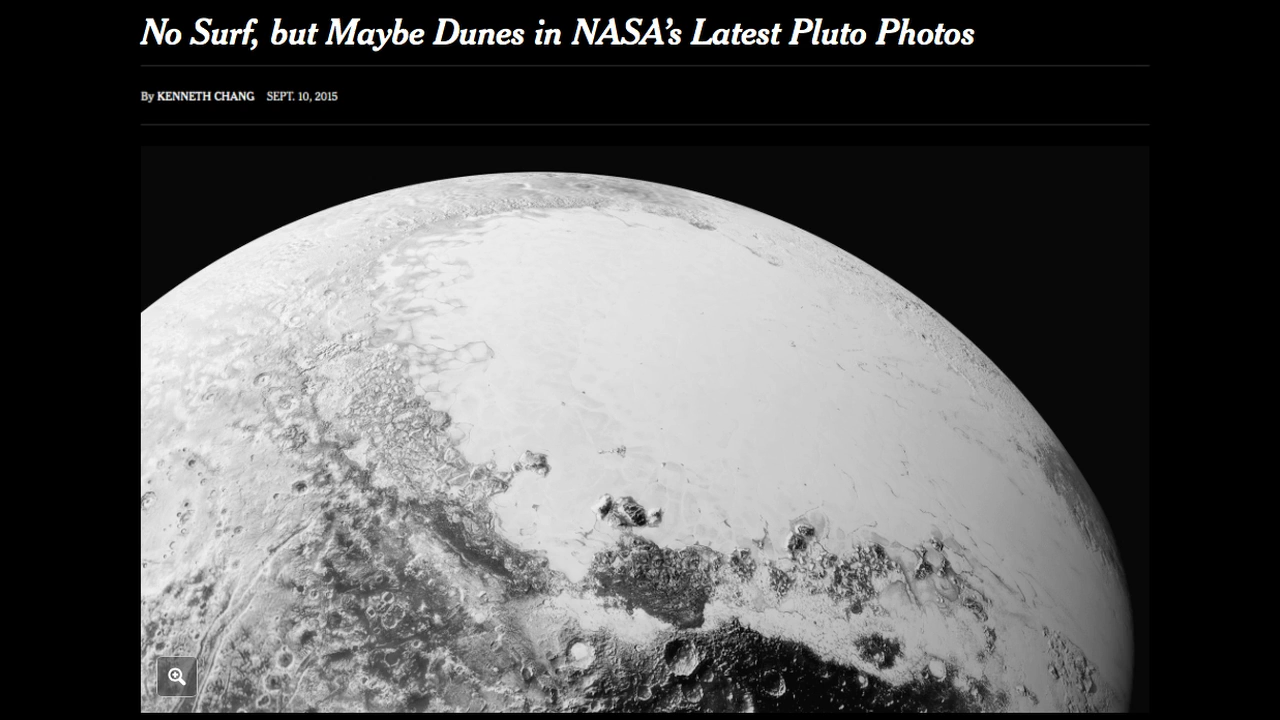 No Surf, but Maybe Dunes in NASA’s Latest Pluto Photos
By KENNETH CHANG SEPT. 10, 2015